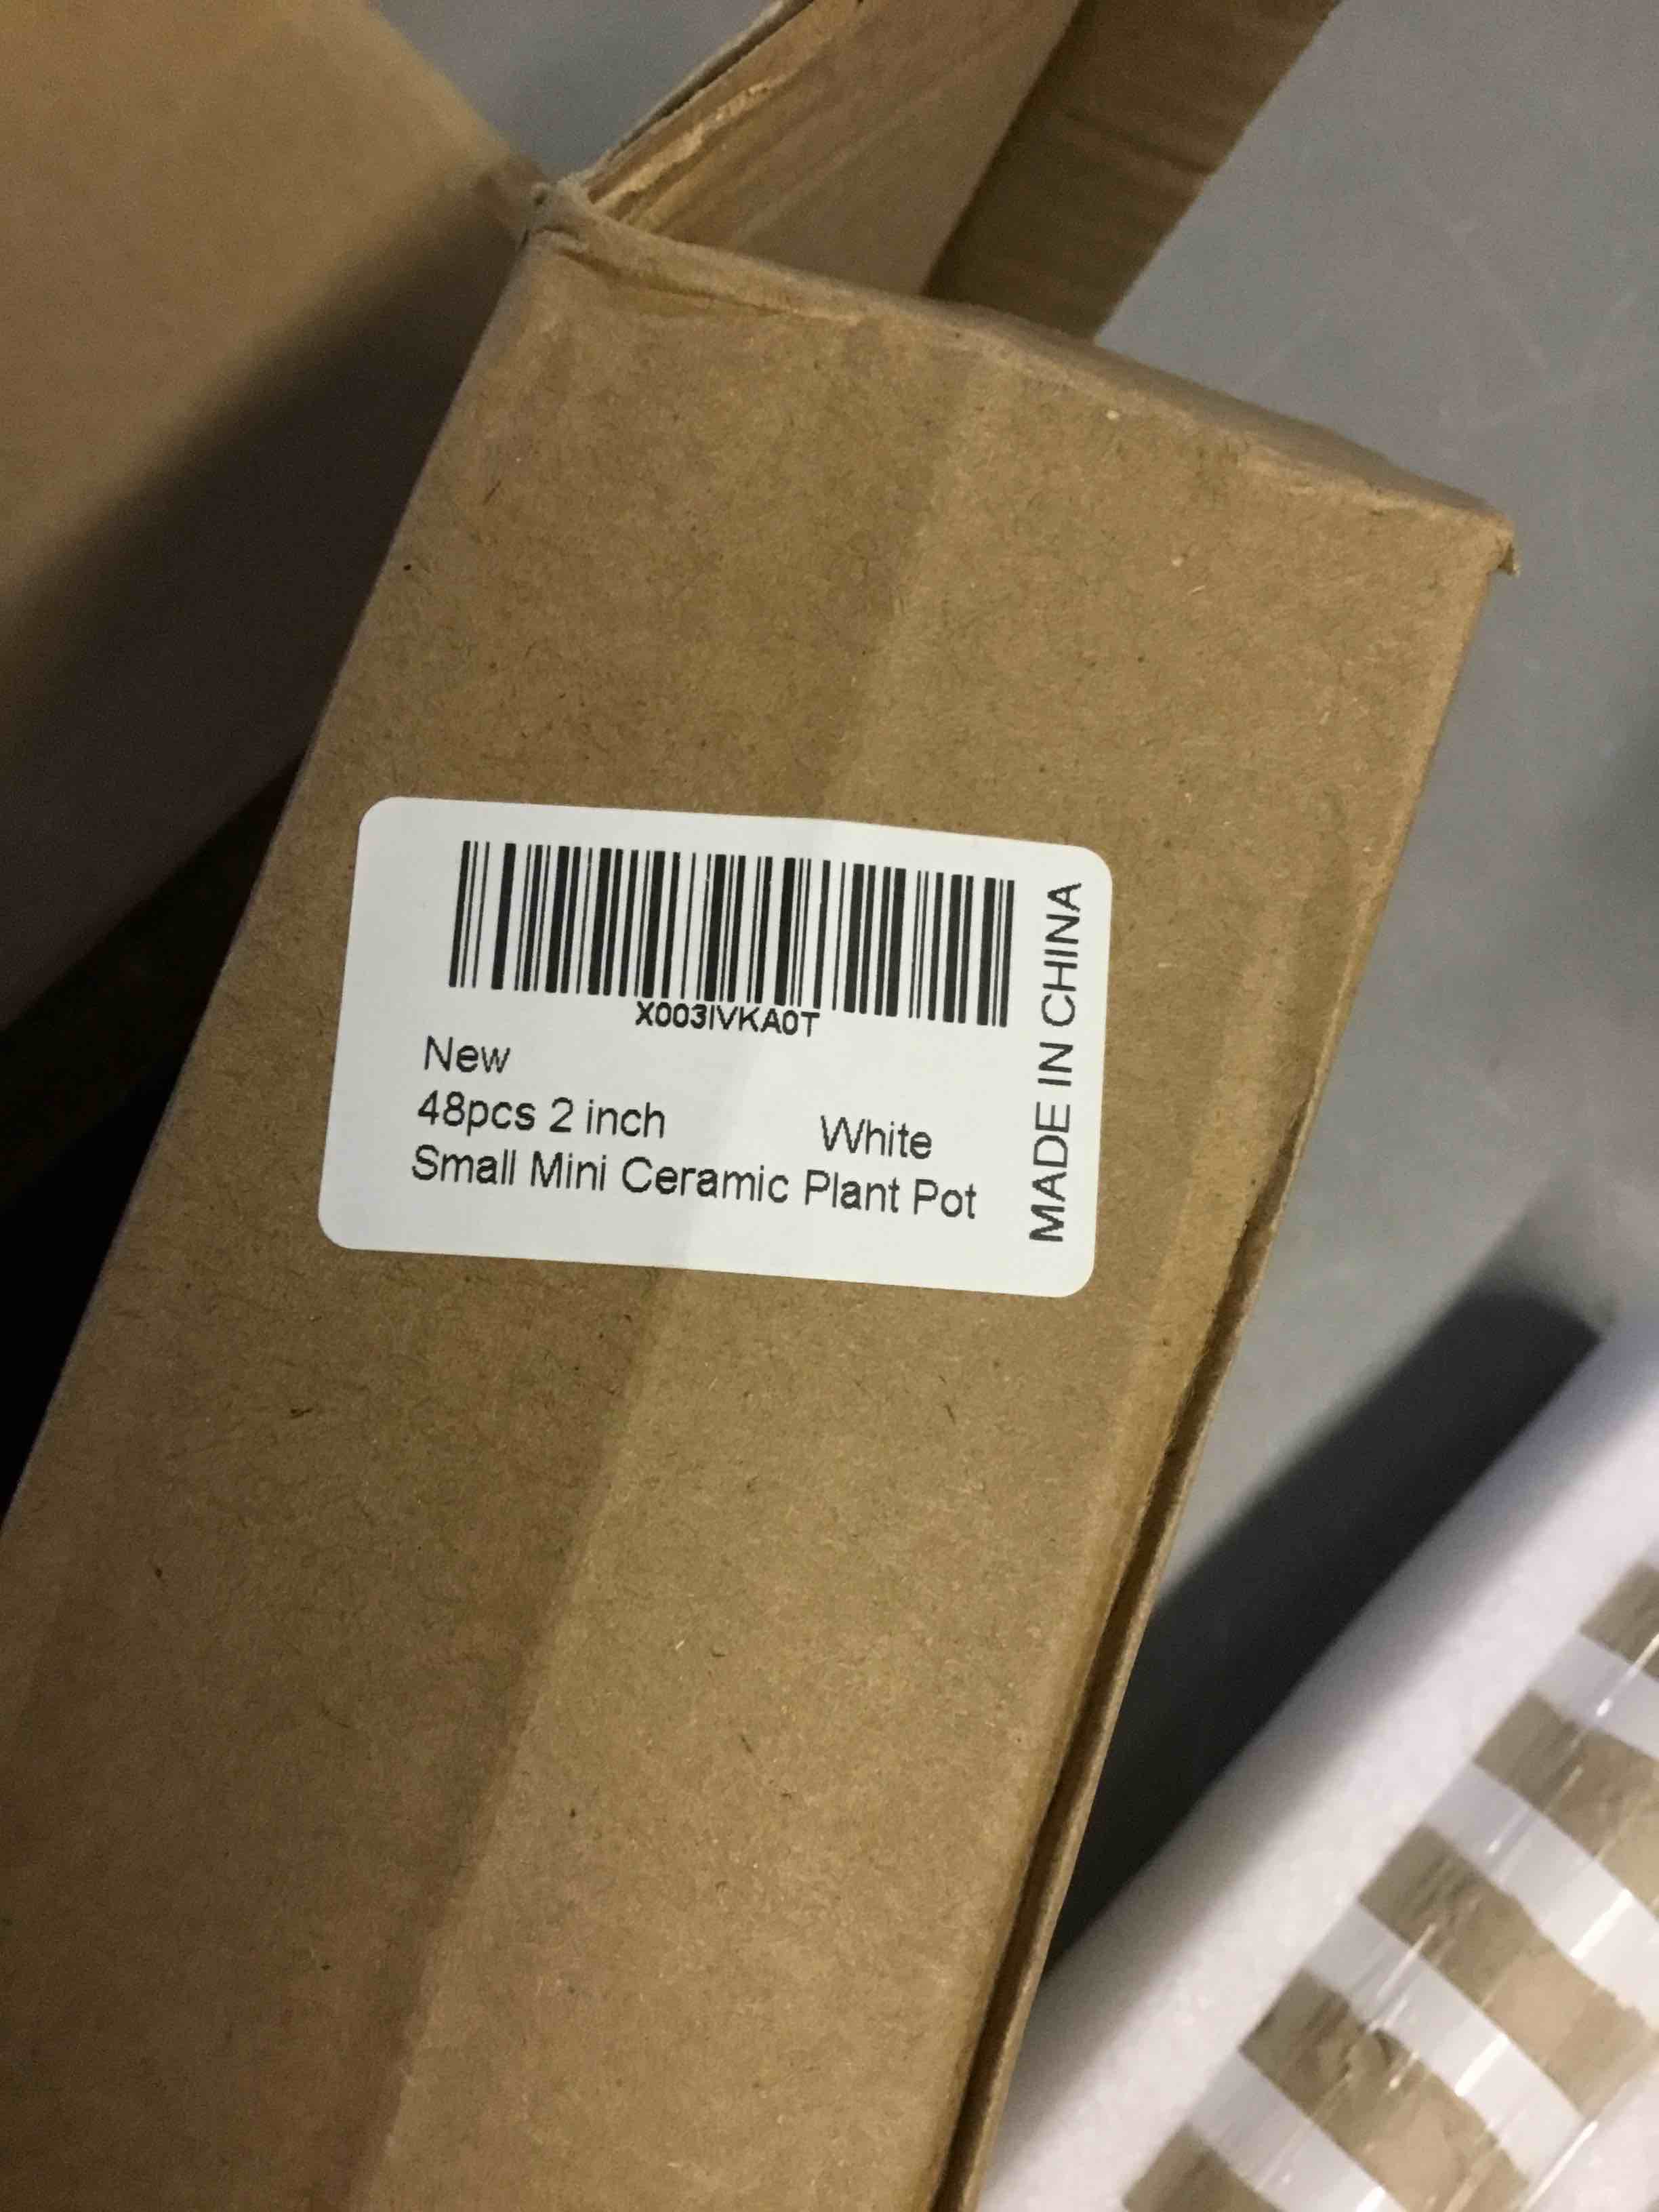 X003IVKA0T
New
48pcs 2 inch White
Small Mini Ceramic Plant Pot
MADE IN CHINA